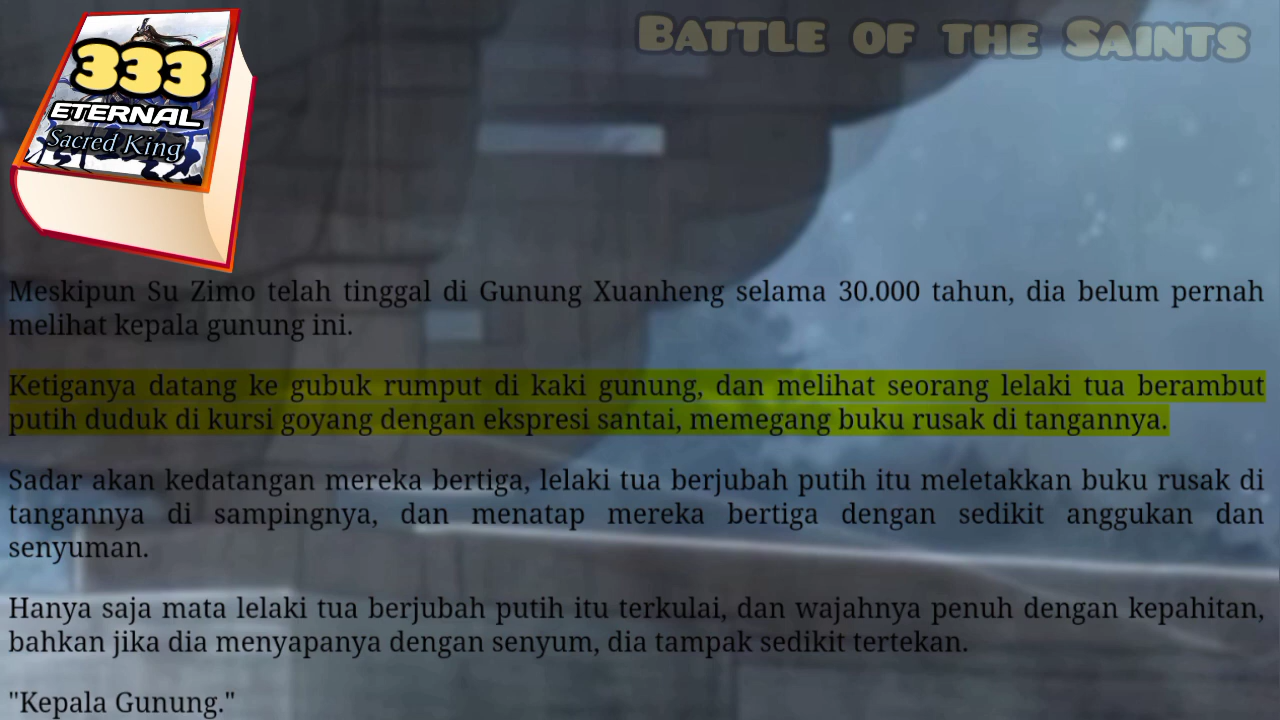 Battle of the Saints
333
ETERNAL
Sacred King
Meskipun Su Zimo telah tinggal di Gunung Xuanheng selama 30.000 tahun, dia belum pernah
melihat kepala gunung ini.
Ketiganya datang ke gubuk rumput di kaki gunung, dan melihat seorang lelaki tua berambut
putih duduk di kursi goyang dengan ekspresi santai, memegang buku rusak di tangannya.
Sadar akan kedatangan mereka bertiga, lelaki tua berjubah putih itu meletakkan buku rusak di
tangannya di sampingnya, dan menatap mereka bertiga dengan sedikit anggukan dan
senyuman.
Hanya saja mata lelaki tua berjubah putih itu terkulai, dan wajahnya penuh dengan kepahitan,
bahkan jika dia menyapanya dengan senyum, dia tampak sedikit tertekan.
"Kepala Gunung."